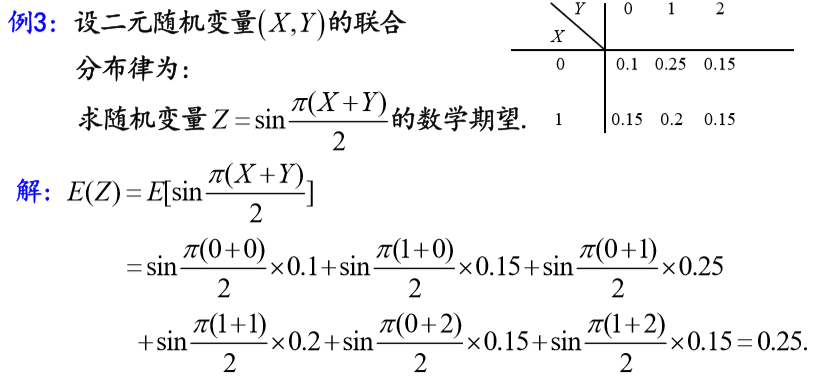 例3：设二元随机变量(X,Y)的联合
分布律为：
求随机变量Z=sin π(X+Y)/2 的数学期望.
Y 0 1 2
X
0 0.1 0.25 0.15
1 0.15 0.2 0.15
解：E(Z)=E[sin π(X+Y)/2]
=sin π(0+0)/2 ×0.1+sin π(1+0)/2 ×0.15+sin π(0+1)/2 ×0.25
+sin π(1+1)/2 ×0.2+sin π(0+2)/2 ×0.15+sin π(1+2)/2 ×0.15=0.25.